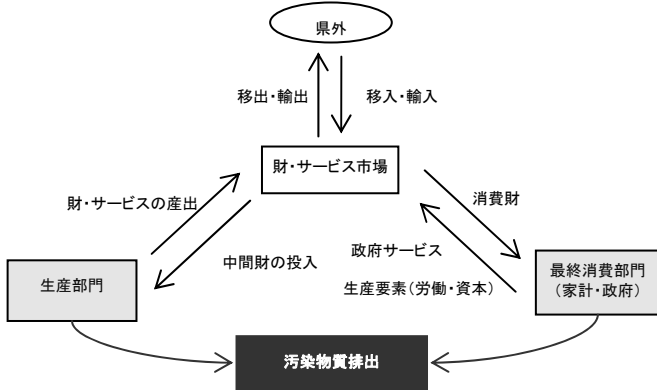 県外
移出・輸出
移入・輸入
財・サービス市場
財・サービスの産出
消費財
中間財の投入
政府サービス
生産要素(労働・資本)
生産部門
最終消費部門
(家計・政府)
汚染物質排出